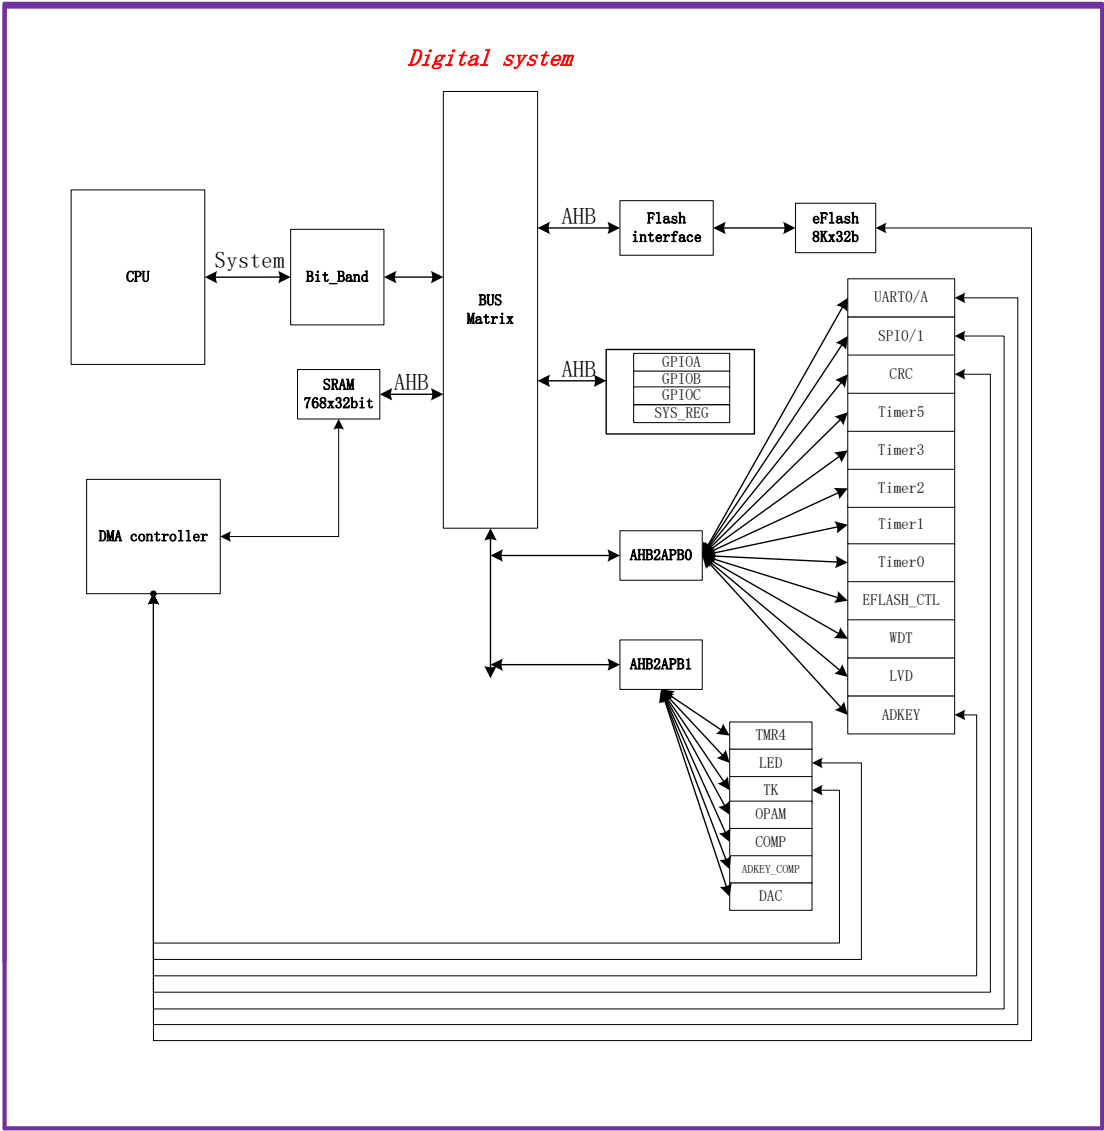 Digital system
CPU
System
Bit_Band
BUS
Matrix
AHB
Flash
interface
eFlash
8Kx32b
SRAM
768x32bit
AHB
AHB
GPIOA
GPIOB
GPIOC
SYS_REG
DMA controller
AHB2APB0
AHB2APB1
UART0/A
SPI0/1
CRC
Timer5
Timer3
Timer2
Timer1
Timer0
EFLASH_CTL
WDT
LVD
ADKEY
TMR4
LED
TK
OPAM
COMP
ADKEY_COMP
DAC